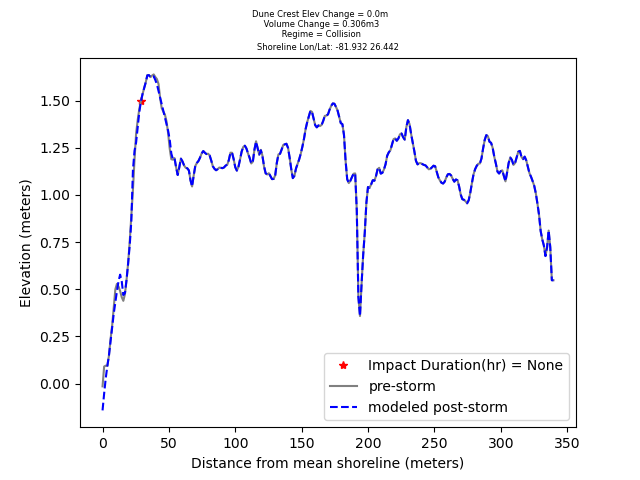 Dune Crest Elev Change = 0.0m
Volume Change = 0.306m3
Regime = Collision
Shoreline Lon/Lat: -81.932 26.442
1.50
1.25
1.00
0.75
0.50
0.25
0.00
Elevation (meters)
Impact Duration(hr) = None
pre-storm
modeled post-storm
0 50 100 150 200 250 300 350
Distance from mean shoreline (meters)